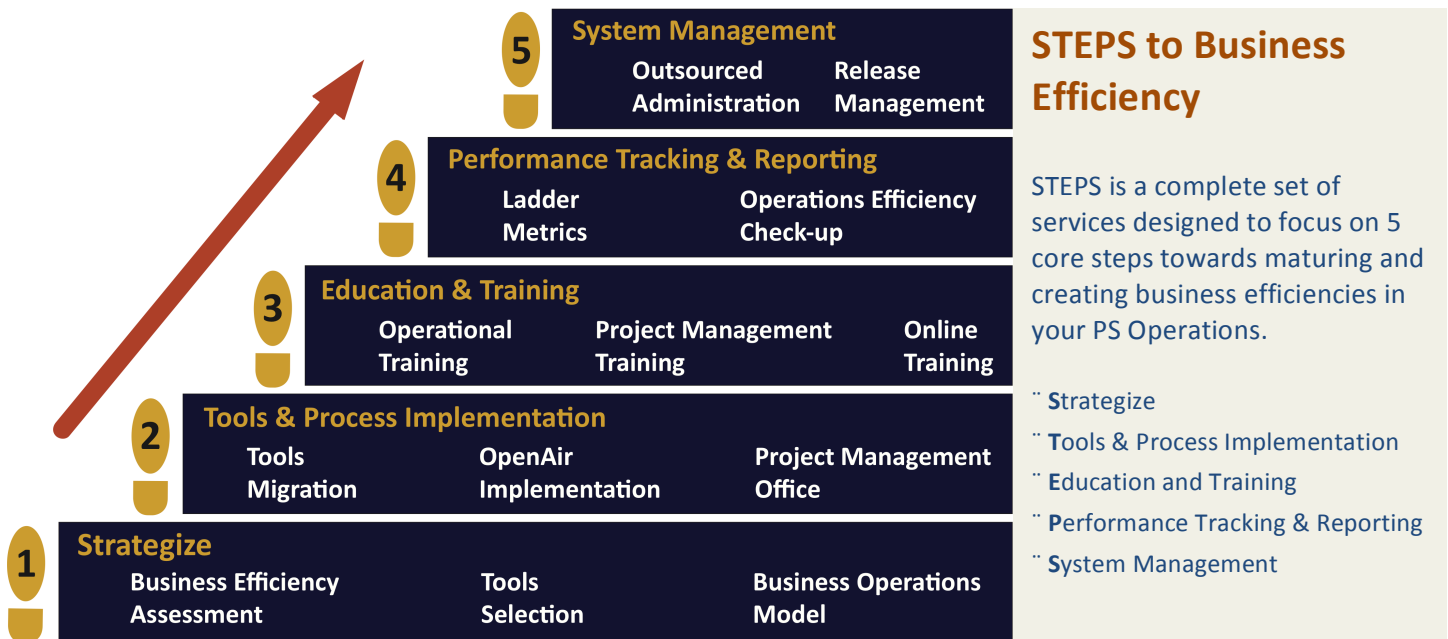 5
System Management
Outsourced Release
Administration Management
4
Performance Tracking & Reporting
Ladder Operations Efficiency
Metrics Check-up
3
Education & Training
Operational Project Management Online
Training Training Training
2
Tools & Process Implementation
Tools OpenAir Project Management
Migration Implementation Office
1
Strategize
Business Efficiency Tools Business Operations
Assessment Selection Model
STEPS to Business
Efficiency
STEPS is a complete set of
services designed to focus on 5
core steps towards maturing and
creating business efficiencies in
your PS Operations.
¨ Strategize
¨ Tools & Process Implementation
¨ Education and Training
¨ Performance Tracking & Reporting
¨ System Management